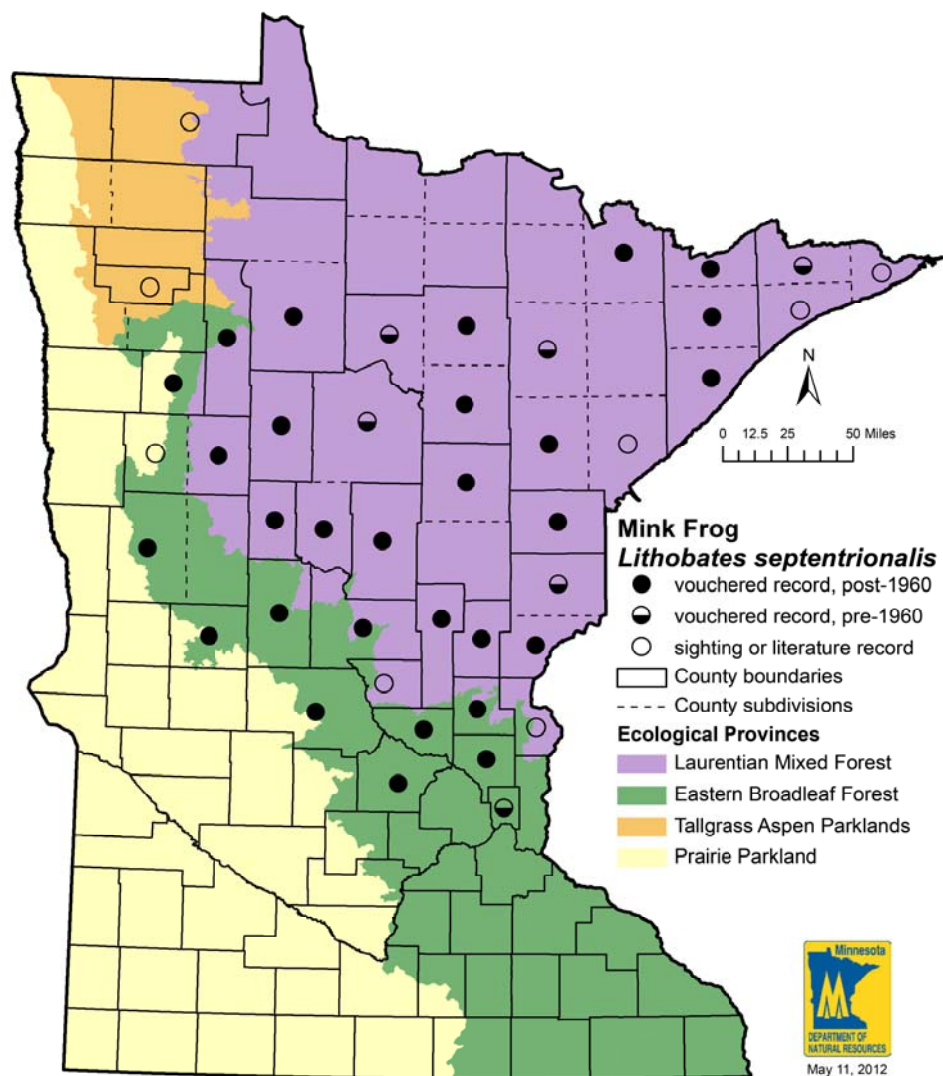 N
0 12.5 25 50 Miles
Mink Frog
Lithobates septentrionalis
vouchered record, post-1960
vouchered record, pre-1960
sighting or literature record
County boundaries
County subdivisions
Ecological Provinces
Laurentian Mixed Forest
Eastern Broadleaf Forest
Tallgrass Aspen Parklands
Prairie Parkland
Minnesota
DEPARTMENT OF
NATURAL RESOURCES
May 11, 2012